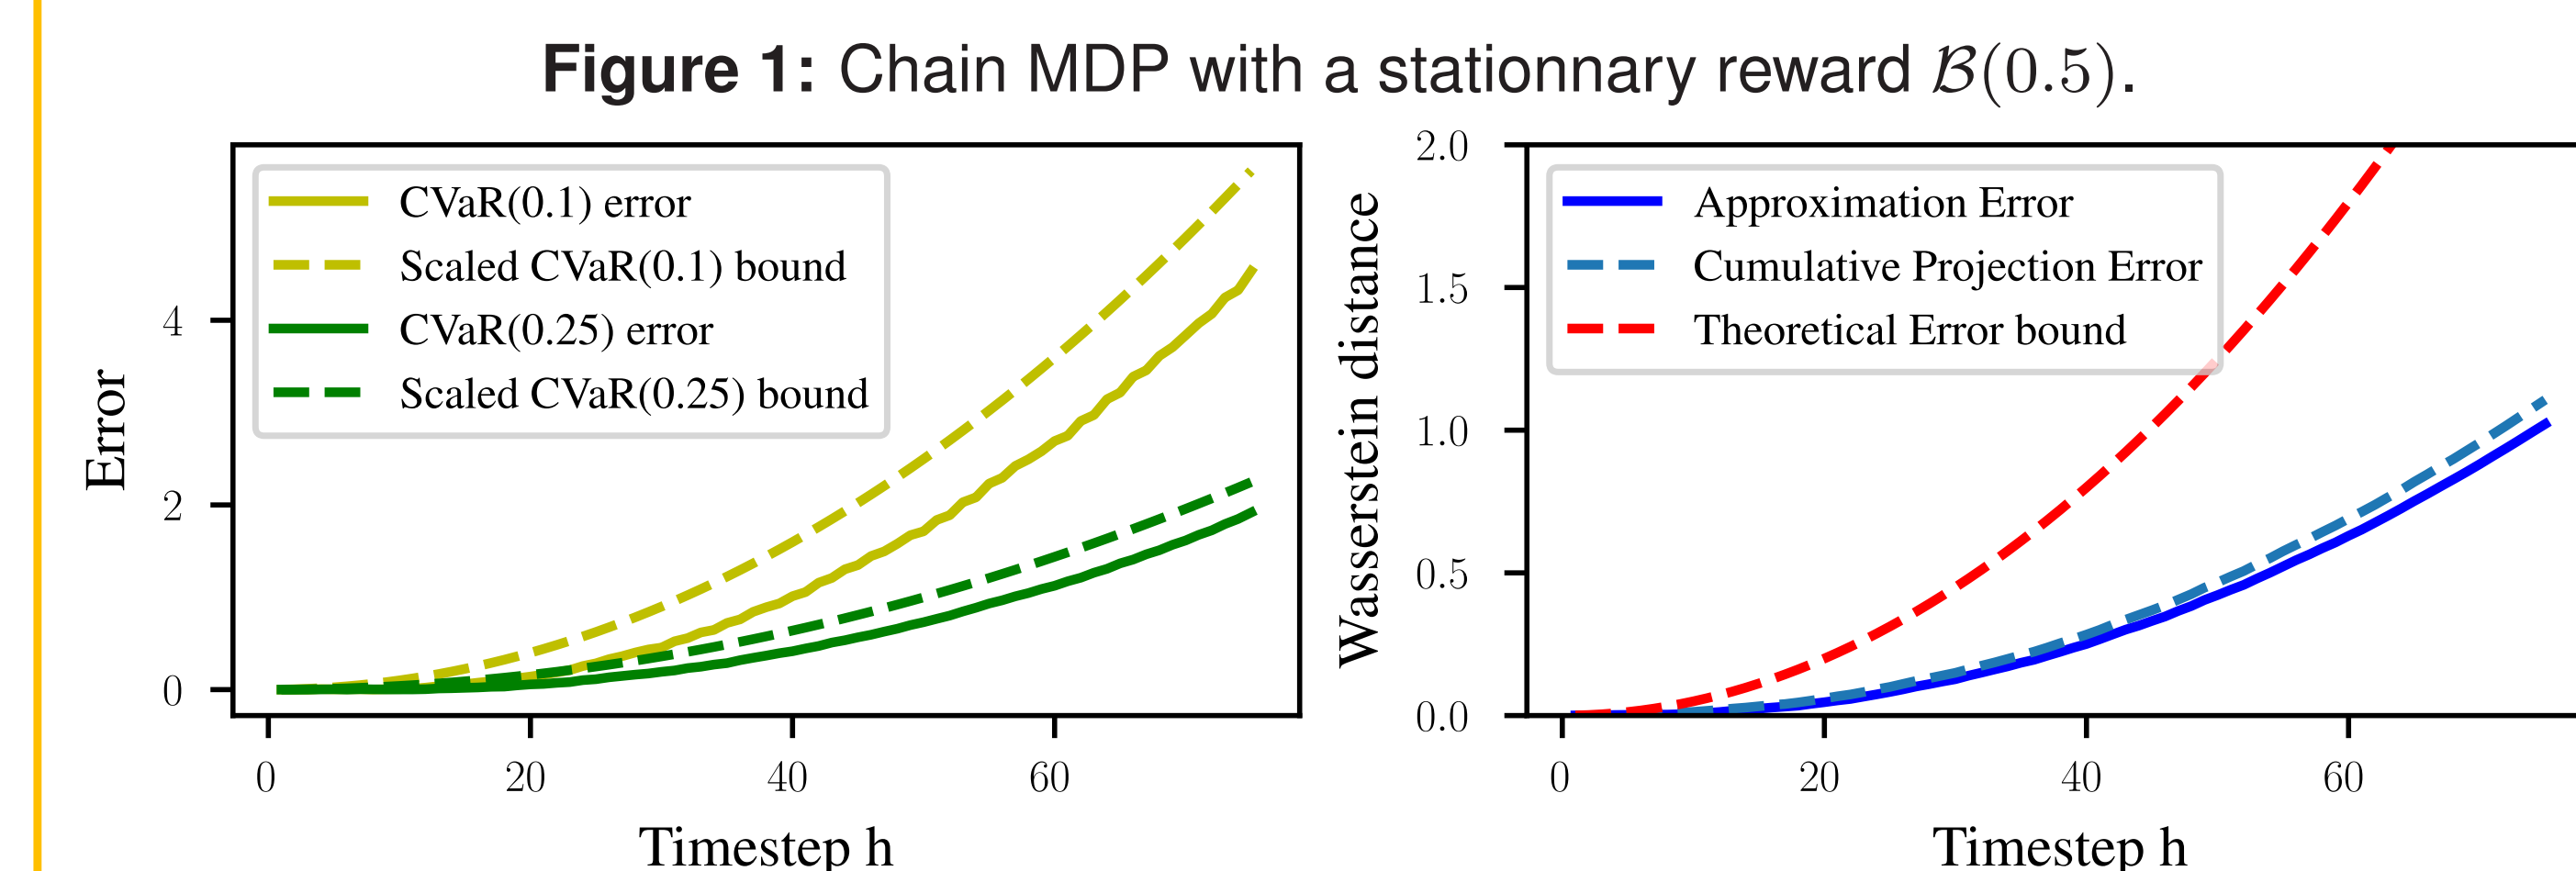 Figure 1: Chain MDP with a stationnary reward ℬ(0.5).
CVaR(0.1) error
Scaled CVaR(0.1) bound
CVaR(0.25) error
Scaled CVaR(0.25) bound
Error
4
2
0
0 20 40 60
Timestep h
Approximation Error
Cumulative Projection Error
Theoretical Error bound
Wasserstein distance
2.0
1.5
1.0
0.5
0.0
0 20 40 60
Timestep h